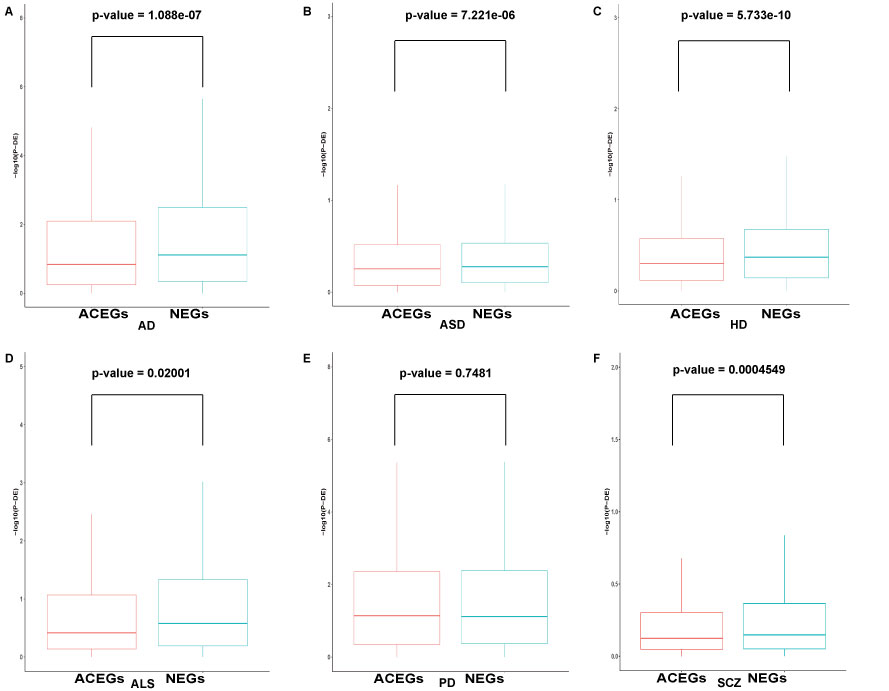 A
p-value = 1.088e-07
8
6
4
2
0
−log10(P−DE)
ACEGs NEGs
AD
B
p-value = 7.221e-06
3
2
1
0
−log10(P−DE)
ACEGs NEGs
ASD
C
p-value = 5.733e-10
3
2
1
0
−log10(P−DE)
ACEGs NEGs
HD
D
p-value = 0.02001
5
4
3
2
1
0
−log10(P−DE)
ACEGs NEGs
ALS
E
p-value = 0.7481
8
6
4
2
0
−log10(P−DE)
ACEGs NEGs
PD
F
p-value = 0.0004549
2.0
1.5
1.0
0.5
0.0
−log10(P−DE)
ACEGs NEGs
SCZ